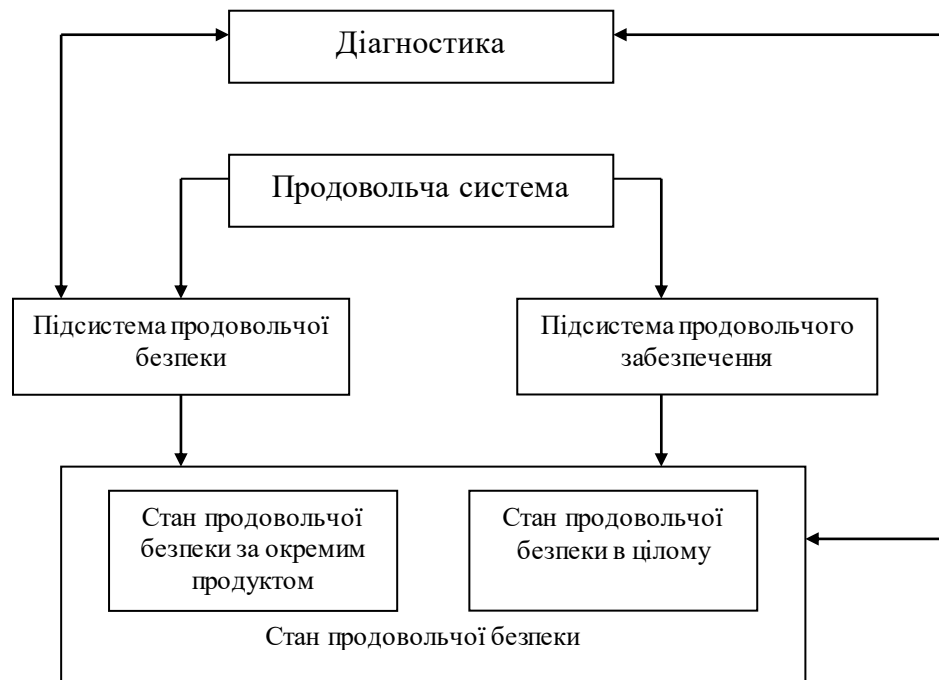 Діагностика
Продовольча система
Підсистема продовольчої
безпеки
Підсистема продовольчого
забезпечення
Стан продовольчої
безпеки за окремим
продуктом
Стан продовольчої
безпеки в цілому
Стан продовольчої безпеки